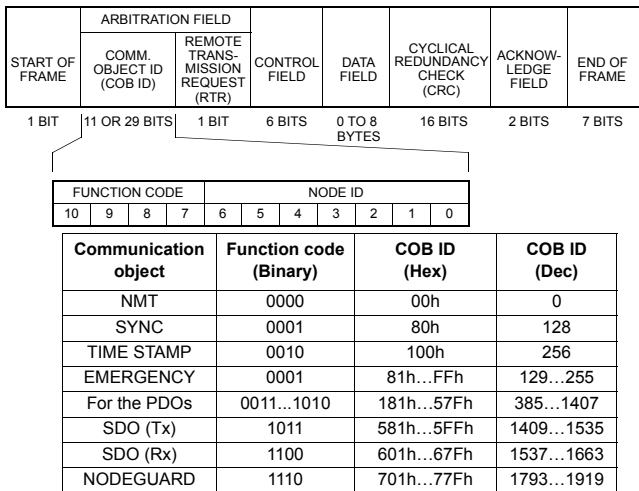 ARBITRATION FIELD
START OF FRAME
COMM. OBJECT ID (COB ID)
REMOTE TRANS-MISSION REQUEST (RTR)
CONTROL FIELD
DATA FIELD
CYCLICAL REDUNDANCY CHECK (CRC)
ACKNOW-LEDGE FIELD
END OF FRAME
1 BIT 11 OR 29 BITS 1 BIT 6 BITS 0 TO 8 BYTES 16 BITS 2 BITS 7 BITS
FUNCTION CODE NODE ID
10 9 8 7 6 5 4 3 2 1 0
Communication object Function code (Binary) COB ID (Hex) COB ID (Dec)
NMT 0000 00h 0
SYNC 0001 80h 128
TIME STAMP 0010 100h 256
EMERGENCY 0001 81h…FFh 129…255
For the PDOs 0011...1010 181h…57Fh 385…1407
SDO (Tx) 1011 581h…5FFh 1409…1535
SDO (Rx) 1100 601h…67Fh 1537…1663
NODEGUARD 1110 701h…77Fh 1793…1919